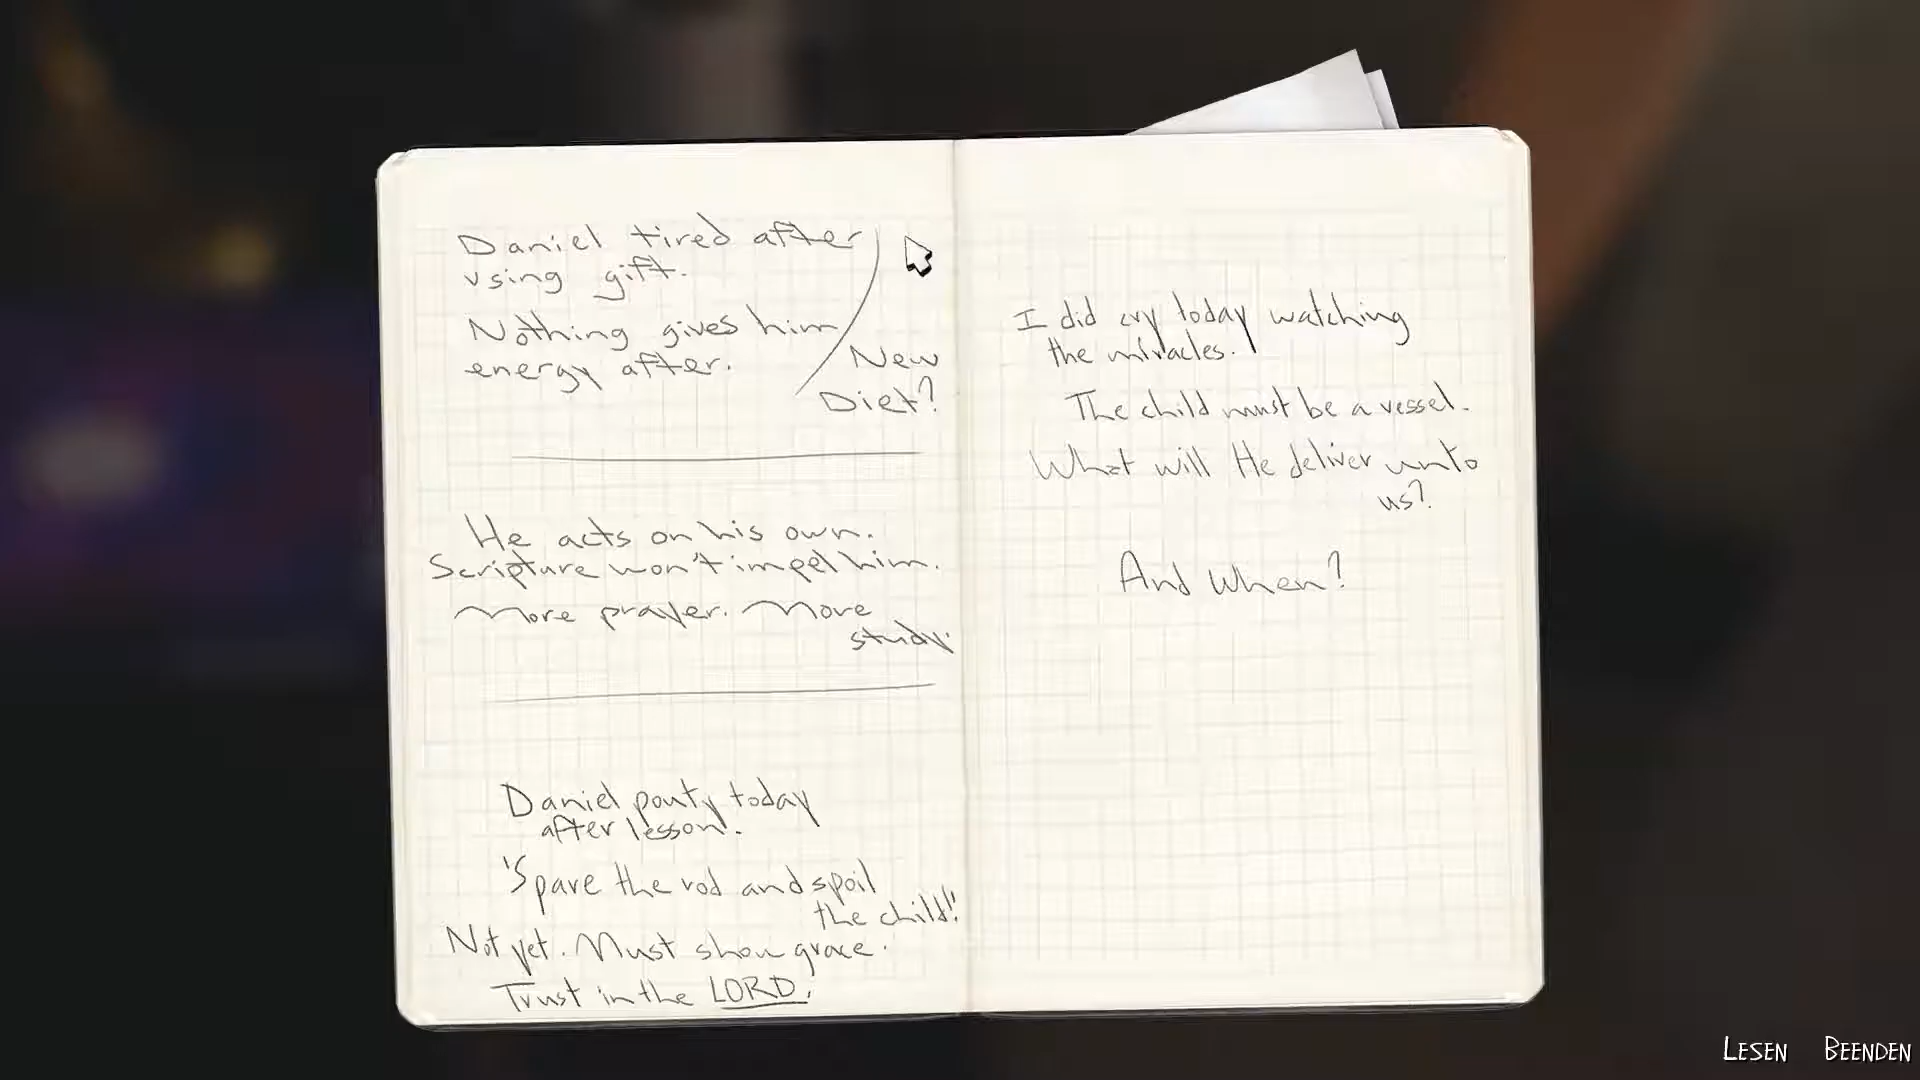 Daniel tired after
using gift.
Nothing gives him
energy after.
New
Diet?
He acts on his own.
Scripture won't impel him.
More prayer. More
study.
Daniel pouty today
after lesson.
'Spare the rod and spoil
the child!'
Not yet. Must show grace.
Trust in the LORD.
I did cry today watching
the miracles.
The child must be a vessel.
What will He deliver unto
us?
And When?
LESEN BEENDEN